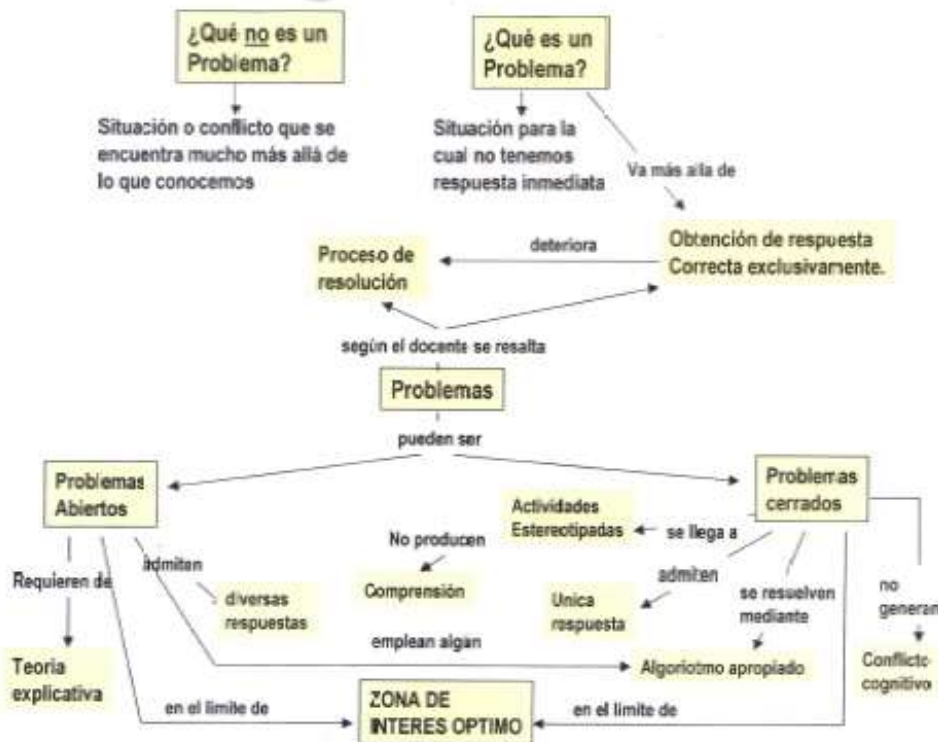 ¿Qué no es un
Problema?
¿Qué es un
Problema?
Situación o conflicto que se
encuentra mucho más allá de
lo que conocemos
Situación para la
cual no tenemos
respuesta inmediata
Va más alla de
deteriora
Obtención de respuesta
Correcta exclusivamente.
Proceso de
resolución
según el docente se resalta
Problemas
pueden ser
Problemas
Abiertos
Problemas
cerrados
Actividades
Estereotipadas
se llega a
No producen
Comprensión
Requieren de
admiten
diversas
respuestas
Unica
respuesta
admiten
se resuelven
mediante
no
generan
emplean algún
Teoria
explicativa
Algoriotmo apropiado
Conflicto
cognitivo
en el limite de
ZONA DE
INTERES OPTIMO
en el limite de